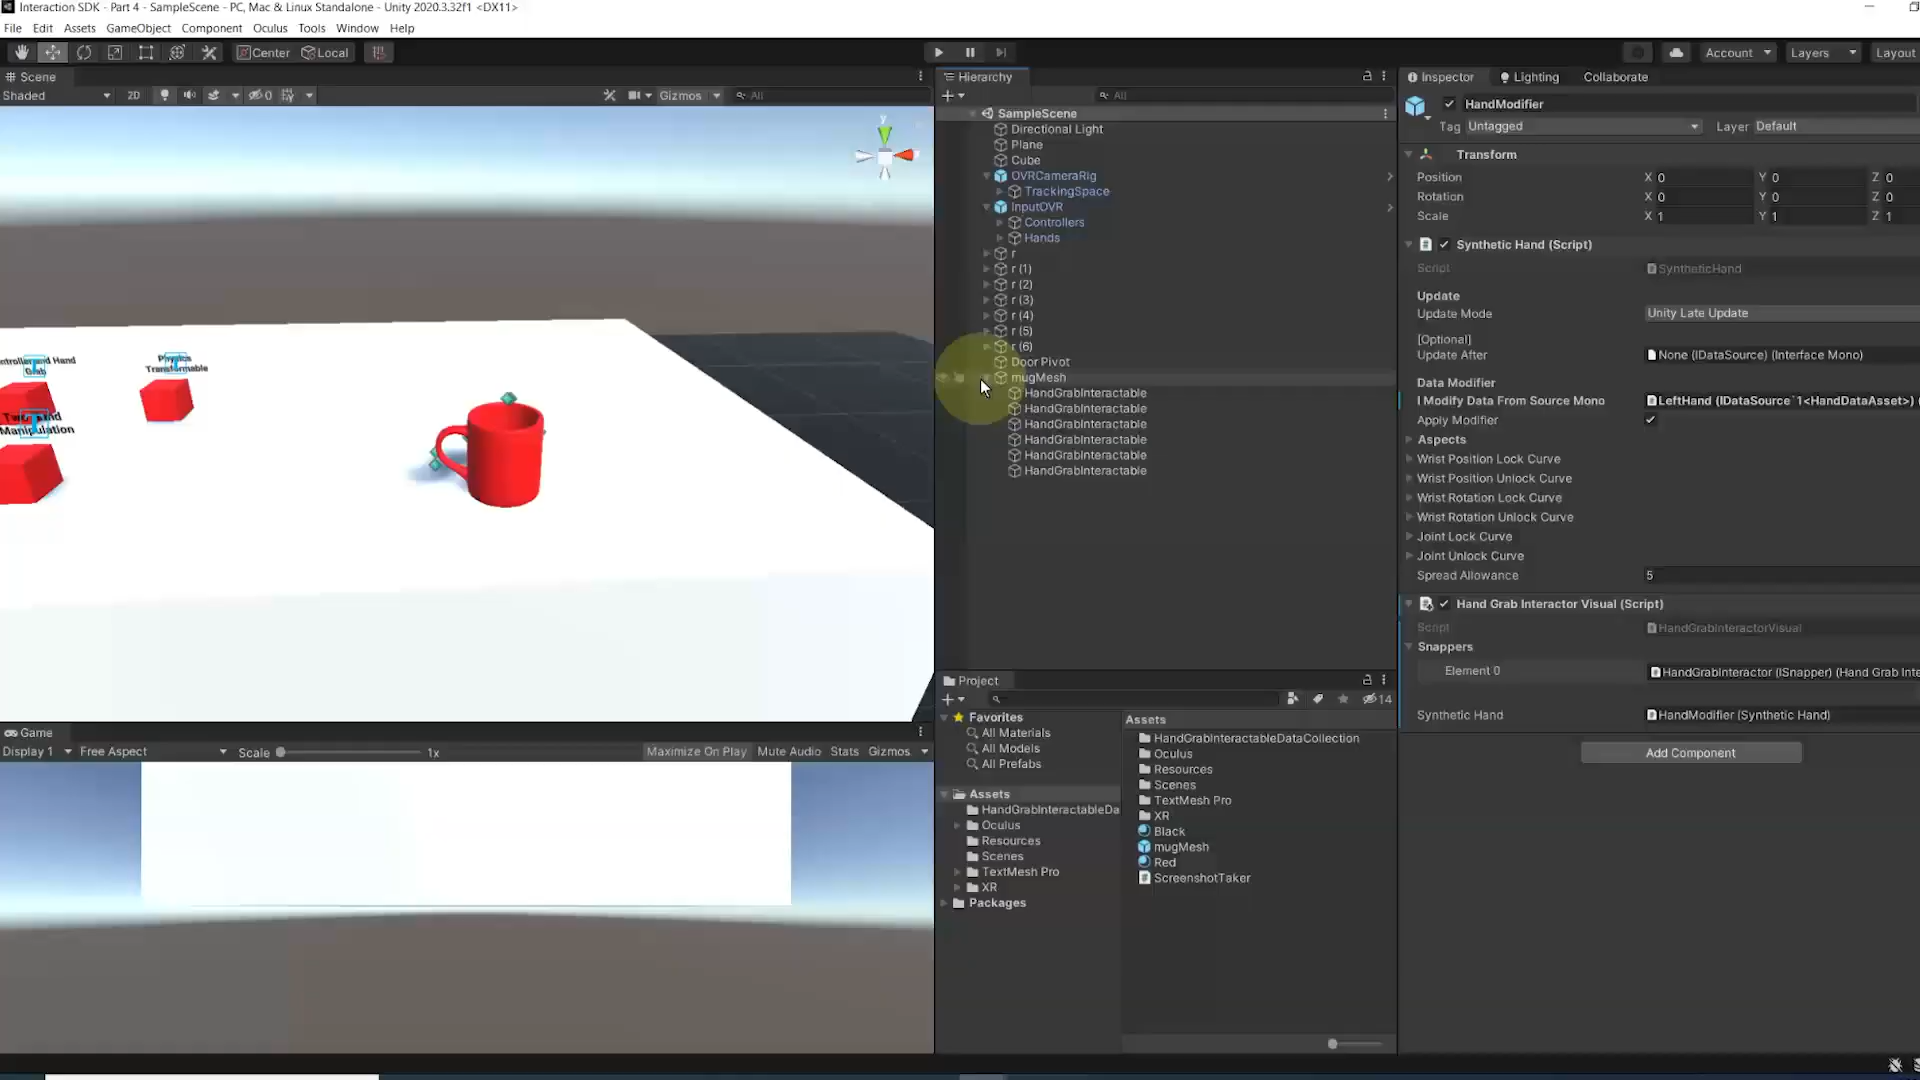 Interaction SDK - Part 4 - SampleScene - PC, Mac & Linux Standalone - Unity 2020.3.32f1 <DX11>
File Edit Assets GameObject Component Oculus Tools Window Help
Center Local
Account Layers Layout
Scene
Shaded 2D 0 Gizmos All
y
ntroller and Hand
Grab
Physics
Transformable
Two Hand
Manipulation
Game
Display 1 Free Aspect Scale 1x Maximize On Play Mute Audio Stats Gizmos
Hierarchy
All
SampleScene
Directional Light
Plane
Cube
OVRCameraRig
TrackingSpace
InputOVR
Controllers
Hands
r
r (1)
r (2)
r (3)
r (4)
r (5)
r (6)
Door Pivot
mugMesh
HandGrabInteractable
HandGrabInteractable
HandGrabInteractable
HandGrabInteractable
HandGrabInteractable
HandGrabInteractable
Project
14
Favorites
All Materials
All Models
All Prefabs
Assets
HandGrabInteractableDa
Oculus
Resources
Scenes
TextMesh Pro
XR
Packages
Assets
HandGrabInteractableDataCollection
Oculus
Resources
Scenes
TextMesh Pro
XR
Black
mugMesh
Red
ScreenshotTaker
Inspector Lighting Collaborate
HandModifier
Tag Untagged Layer Default
Transform
Position X 0 Y 0 Z 0
Rotation X 0 Y 0 Z 0
Scale X 1 Y 1 Z 1
Synthetic Hand (Script)
Script SyntheticHand
Update
Update Mode Unity Late Update
[Optional]
Update After None (IDataSource) (Interface Mono)
Data Modifier
I Modify Data From Source Mono LeftHand (IDataSource`1<HandDataAsset>) (
Apply Modifier
Aspects
Wrist Position Lock Curve
Wrist Position Unlock Curve
Wrist Rotation Lock Curve
Wrist Rotation Unlock Curve
Joint Lock Curve
Joint Unlock Curve
Spread Allowance 5
Hand Grab Interactor Visual (Script)
Script HandGrabInteractorVisual
Snappers
Element 0 HandGrabInteractor (ISnapper) (Hand Grab Inte
Synthetic Hand HandModifier (Synthetic Hand)
Add Component